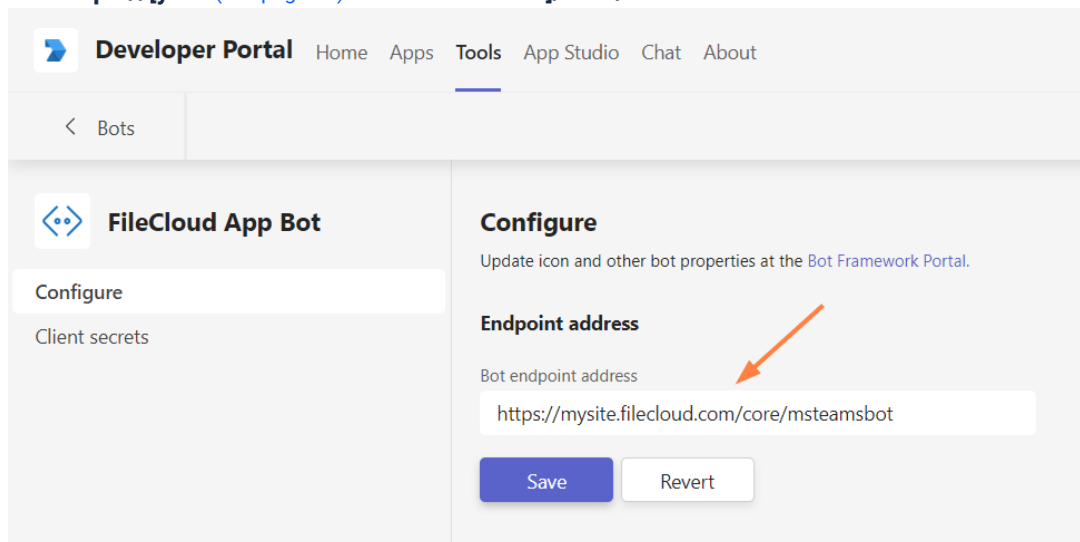 Developer Portal Home Apps Tools App Studio Chat About
Bots
FileCloud App Bot
Configure
Client secrets
Configure
Update icon and other bot properties at the Bot Framework Portal.
Endpoint address
Bot endpoint address
https://mysite.filecloud.com/core/msteamsbot
Save Revert